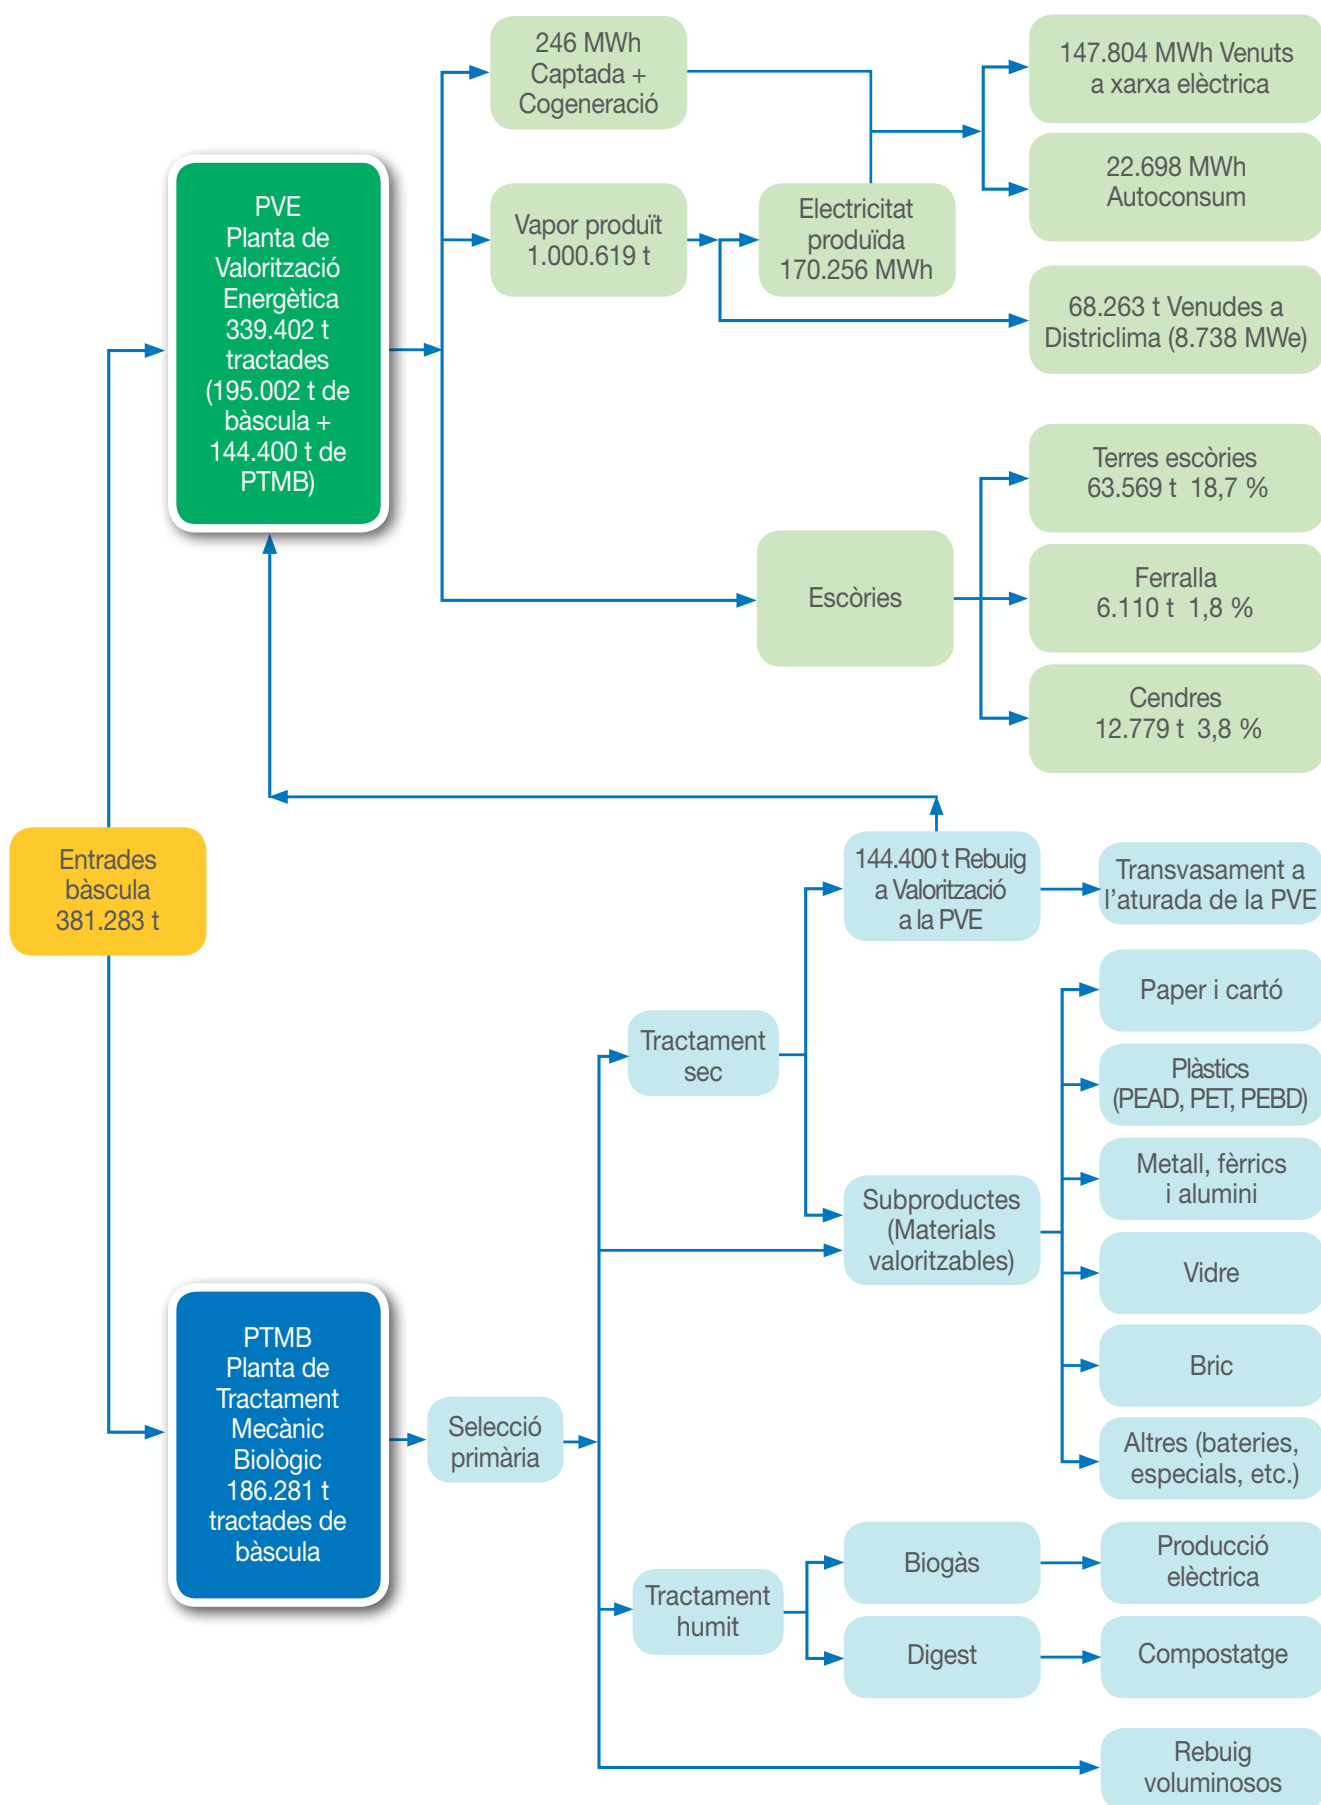 246 MWh
Captada +
Cogeneració
147.804 MWh Venuts
a xarxa elèctrica
22.698 MWh
Autoconsum
PVE
Planta de
Valorització
Energètica
339.402 t
tractades
(195.002 t de
bàscula +
144.400 t de
PTMB)
Vapor produït
1.000.619 t
Electricitat
produïda
170.256 MWh
68.263 t Venudes a
Districlima (8.738 MWe)
Terres escòries
63.569 t 18,7 %
Escòries
Ferralla
6.110 t 1,8 %
Cendres
12.779 t 3,8 %
Entrades
bàscula
381.283 t
144.400 t Rebuig
a Valorització
a la PVE
Transvasament a
l'aturada de la PVE
Paper i cartó
Tractament
sec
Plàstics
(PEAD, PET, PEBD)
Metall, fèrrics
i alumini
Subproductes
(Materials
valoritzables)
Vidre
Bric
PTMB
Planta de
Tractament
Mecànic
Biològic
186.281 t
tractades de
bàscula
Selecció
primària
Altres (bateries,
especials, etc.)
Biogàs
Producció
elèctrica
Tractament
humit
Digest
Compostatge
Rebuig
voluminosos